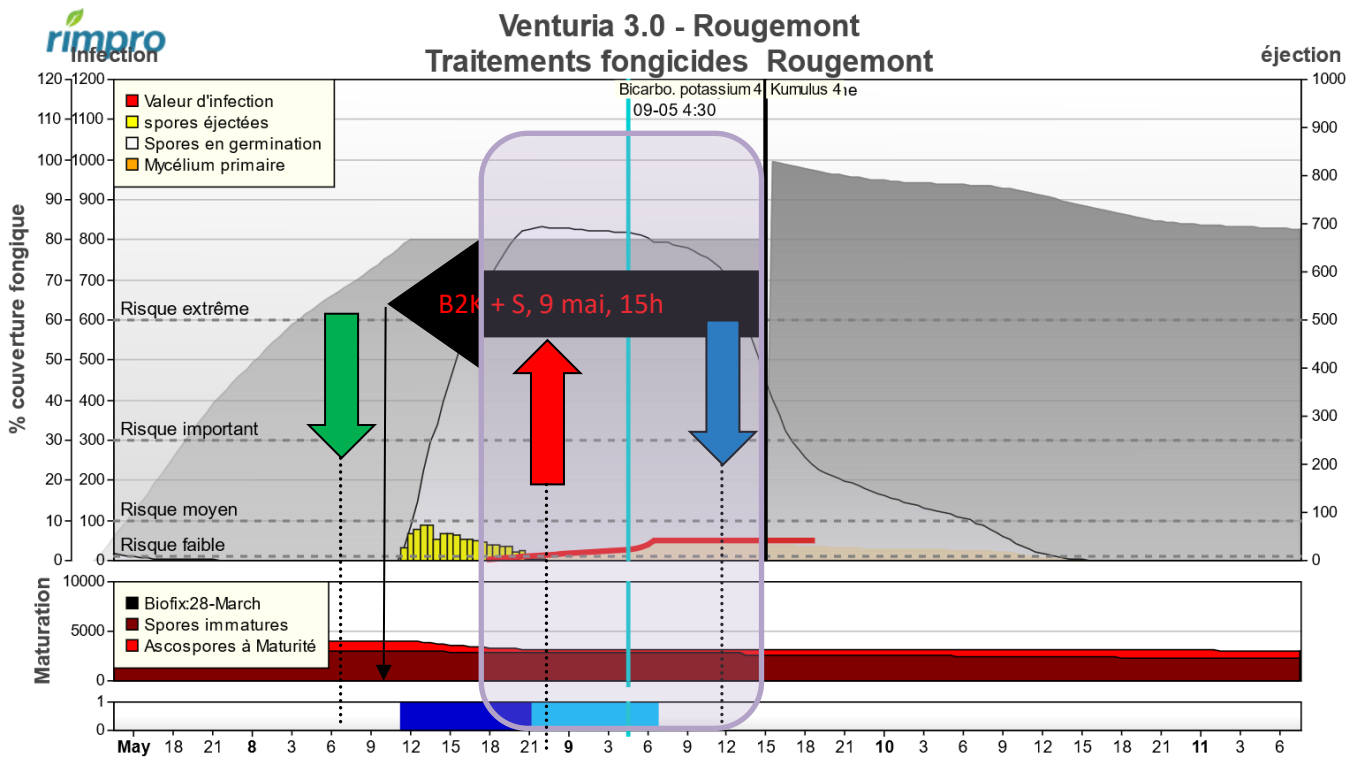 rimpro
Venturia 3.0 - Rougemont
Traitements fongicides Rougemont
Infection
éjection
120 1200
110 1100
100 1000
90 900
80 800
70 700
60 600
50 500
40 400
30 300
20 200
10 100
0 0
% couverture fongique
Valeur d'infection
spores éjectées
Spores en germination
Mycélium primaire
Bicarbo. potassium 4
Kumulus 4
09-05 4:30
Risque extrême
B2K + S, 9 mai, 15h
Risque important
Risque moyen
Risque faible
1000
900
800
700
600
500
400
300
200
100
0
Maturation
10000
5000
0
Biofix:28-March
Spores immatures
Ascospores à Maturité
1
0
May 18 21 8 3 6 9 12 15 18 21 9 3 6 9 12 15 18 21 10 3 6 9 12 15 18 21 11 3 6